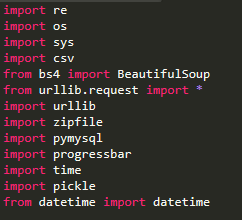 import re
import os
import sys
import csv
from bs4 import BeautifulSoup
from urllib.request import *
import urllib
import zipfile
import pymysql
import progressbar
import time
import pickle
from datetime import datetime